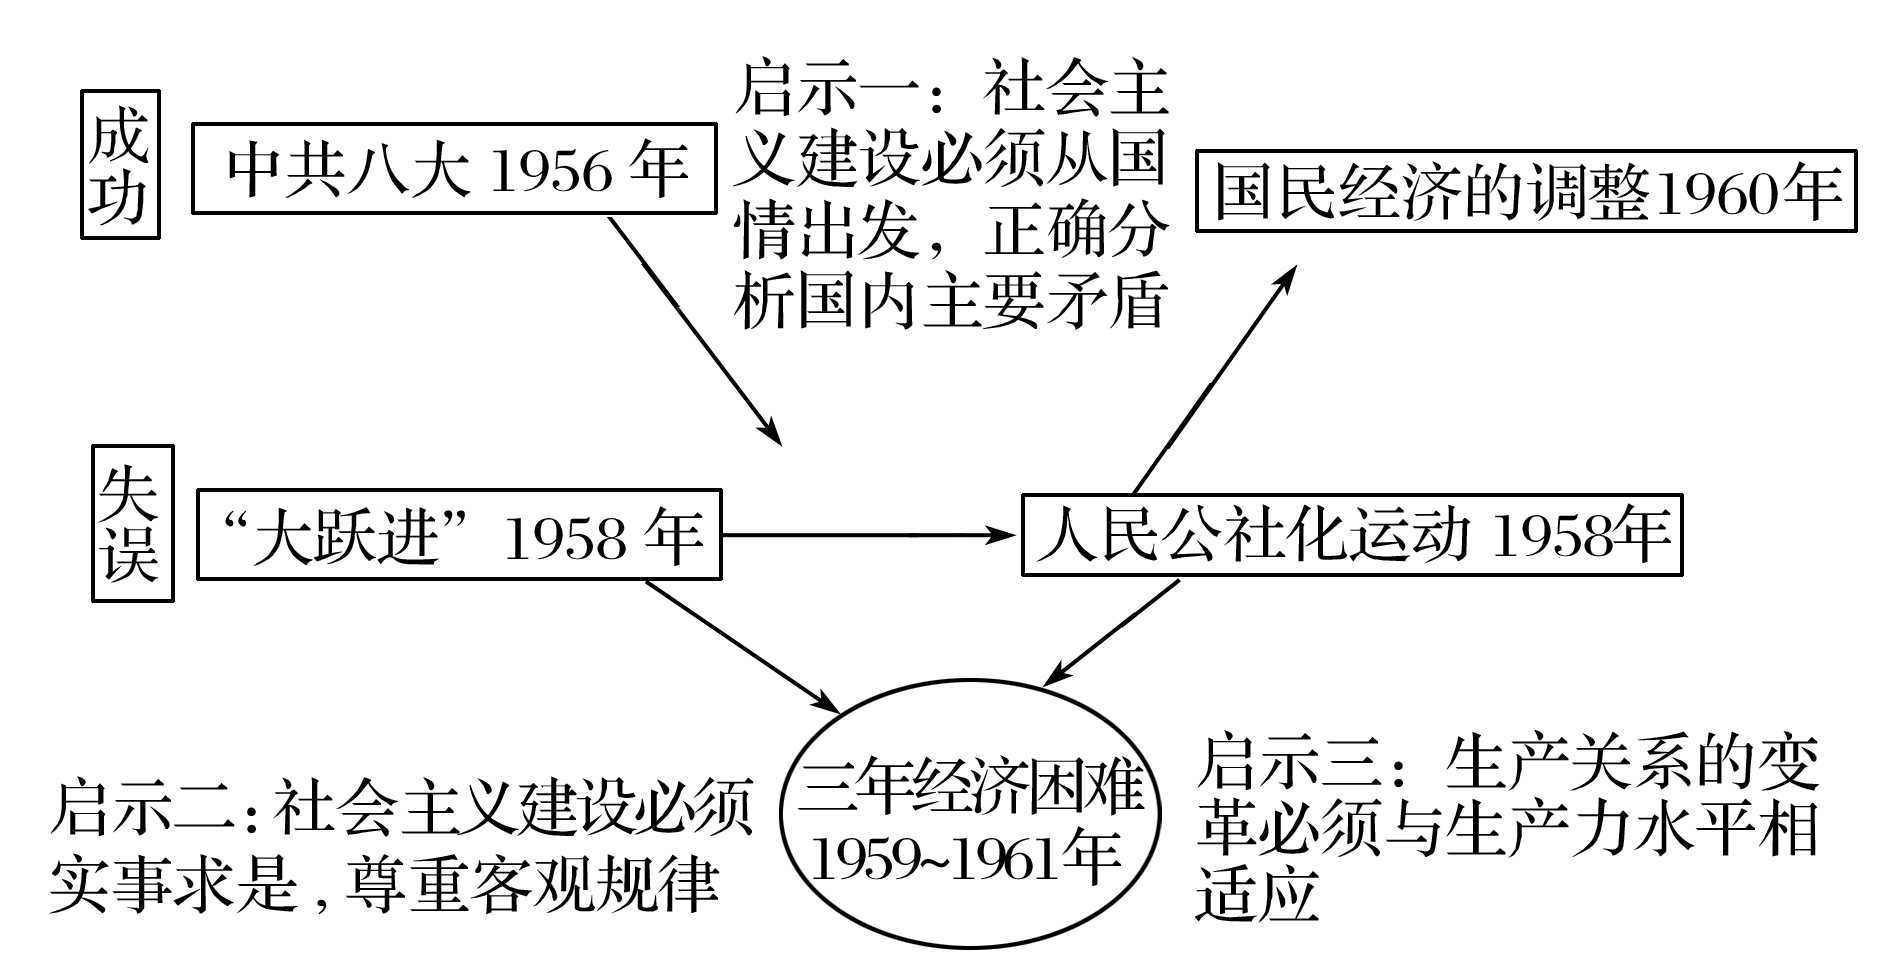 成功
中共八大 1956 年
启示一：社会主
义建设必须从国
情出发，正确分
析国内主要矛盾
国民经济的调整1960年
失误
“大跃进” 1958 年
人民公社化运动 1958年
三年经济困难
1959~1961年
启示二：社会主义建设必须
实事求是，尊重客观规律
启示三：生产关系的变
革必须与生产力水平相
适应